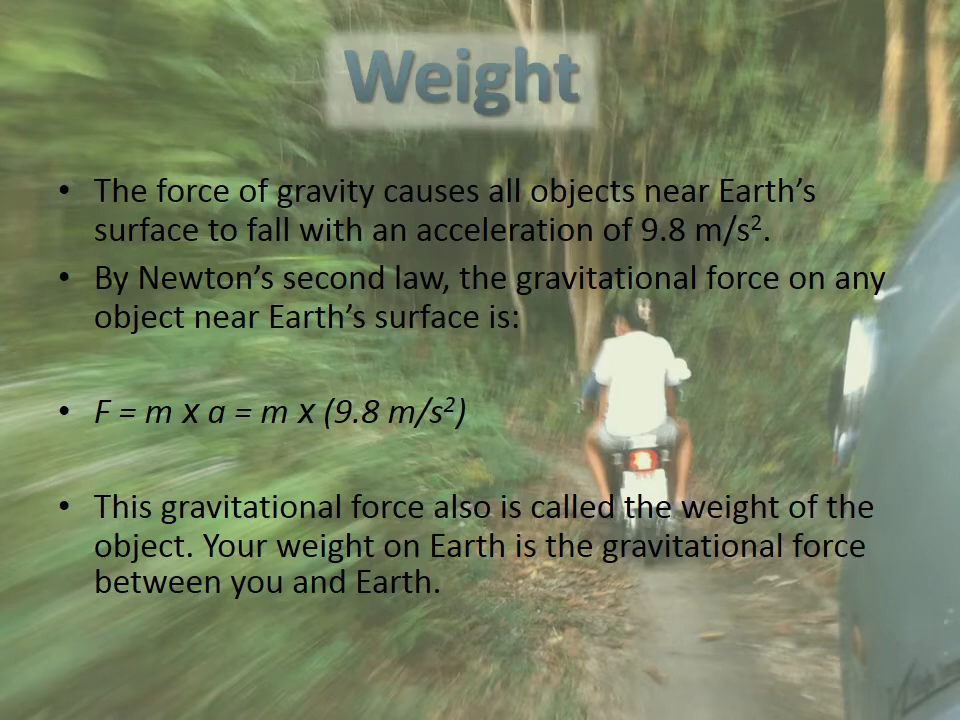 Weight
• The force of gravity causes all objects near Earth’s
surface to fall with an acceleration of 9.8 m/s².
• By Newton’s second law, the gravitational force on any
object near Earth’s surface is:
• F = m x a = m x (9.8 m/s²)
• This gravitational force also is called the weight of the
object. Your weight on Earth is the gravitational force
between you and Earth.